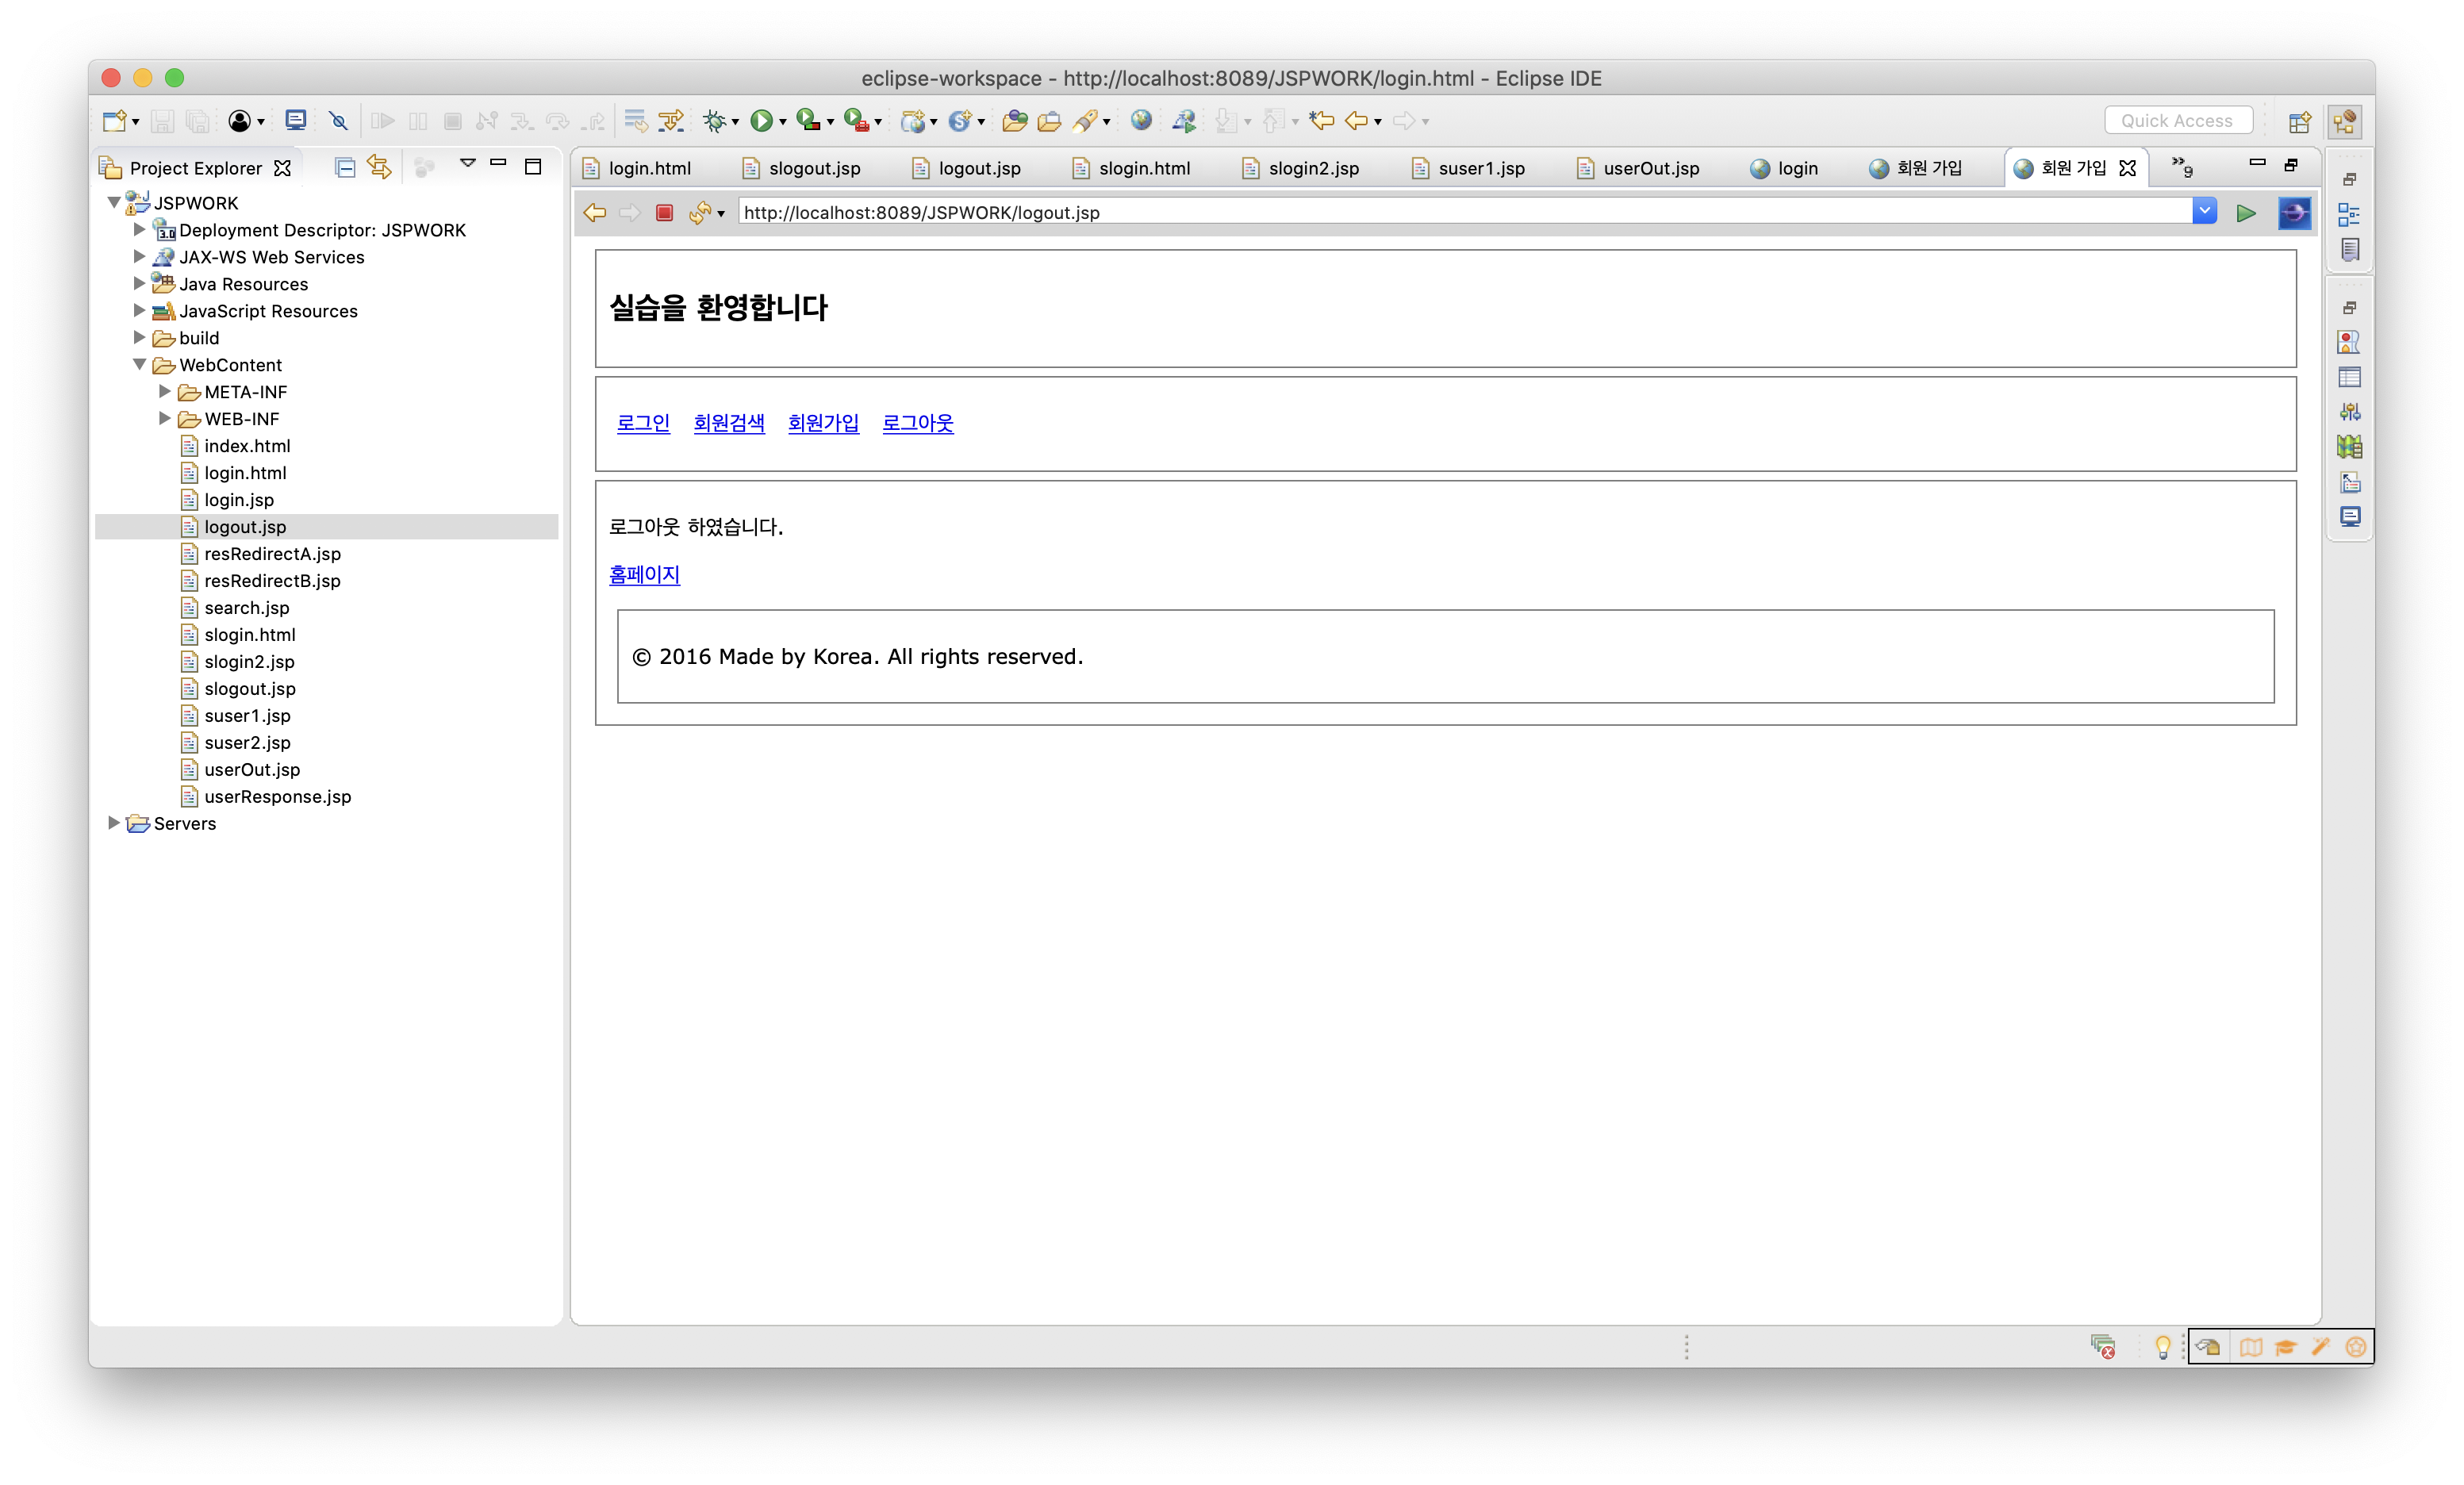 eclipse-workspace - http://localhost:8089/JSPWORK/login.html - Eclipse IDE
Quick Access
Project Explorer
login.html slogout.jsp logout.jsp slogin.html slogin2.jsp suser1.jsp userOut.jsp login 회원 가입 회원 가입 »9
http://localhost:8089/JSPWORK/logout.jsp
JSPWORK
3.0 Deployment Descriptor: JSPWORK
JAX-WS Web Services
Java Resources
JavaScript Resources
build
WebContent
META-INF
WEB-INF
index.html
login.html
login.jsp
logout.jsp
resRedirectA.jsp
resRedirectB.jsp
search.jsp
slogin.html
slogin2.jsp
slogout.jsp
suser1.jsp
suser2.jsp
userOut.jsp
userResponse.jsp
Servers
실습을 환영합니다
로그인 회원검색 회원가입 로그아웃
로그아웃 하였습니다.
홈페이지
© 2016 Made by Korea. All rights reserved.